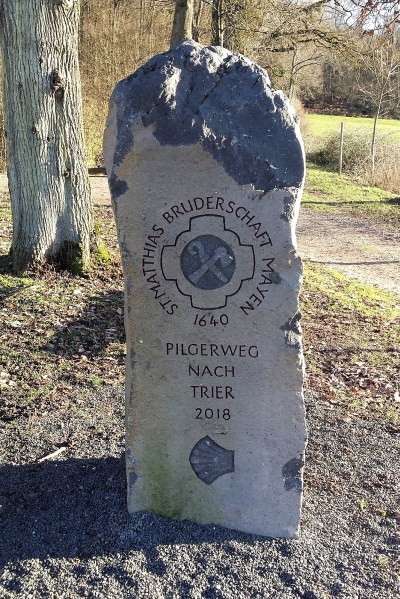 ST. MATTHIAS BRUDERSCHAFT MAYEN
1640
PILGERWEG
NACH
TRIER
2018